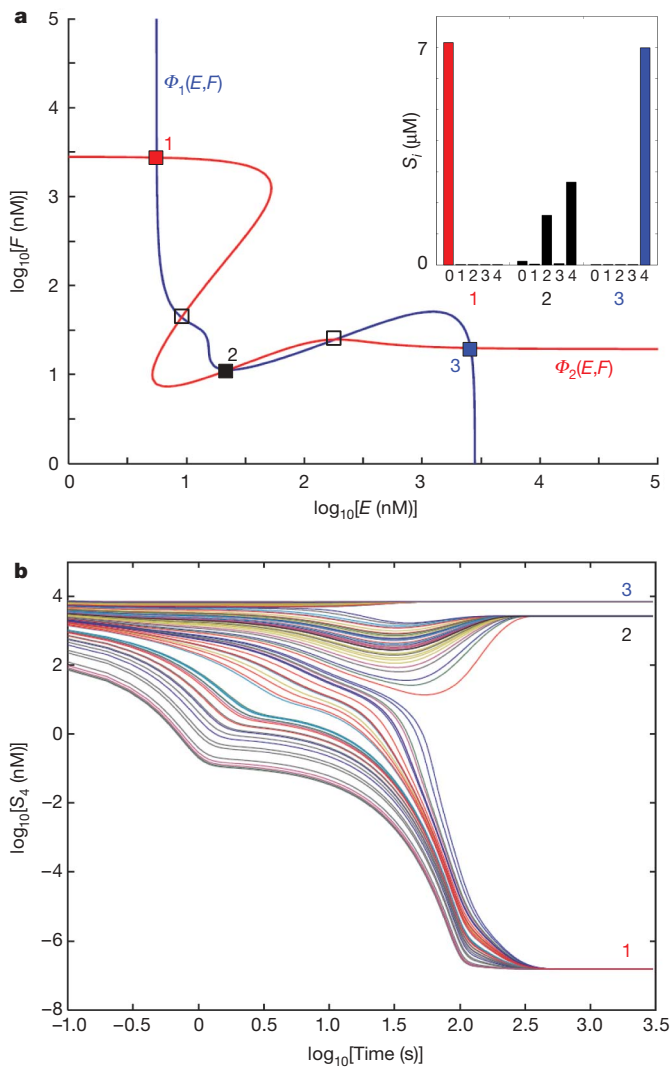 a
5
4
3
2
1
0
0
1
2
3
4
5
log10[F (nM)]
log10[E (nM)]
Φ1(E,F)
Φ2(E,F)
1
2
3
7
0
Si (μM)
0 1 2 3 4 0 1 2 3 4 0 1 2 3 4
1 2 3
b
4
2
0
−2
−4
−6
−8
log10[S4 (nM)]
3
2
1
−1.0 −0.5 0 0.5 1.0 1.5 2.0 2.5 3.0 3.5
log10[Time (s)]